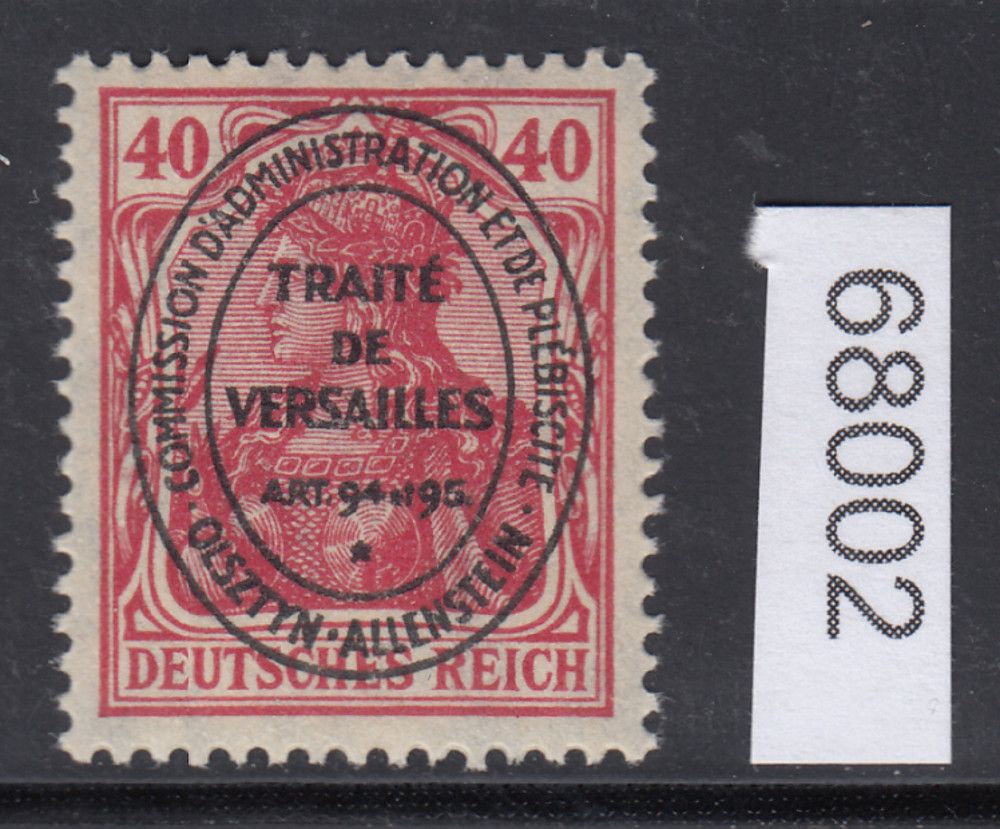 40 40
COMMISSION D'ADMINISTRATION ET DE PLÉBISCITE
TRAITÉ
DE
VERSAILLES
ART. 94 et 95.
OLSZTYN · ALLENSTEIN
DEUTSCHES REICH
68002